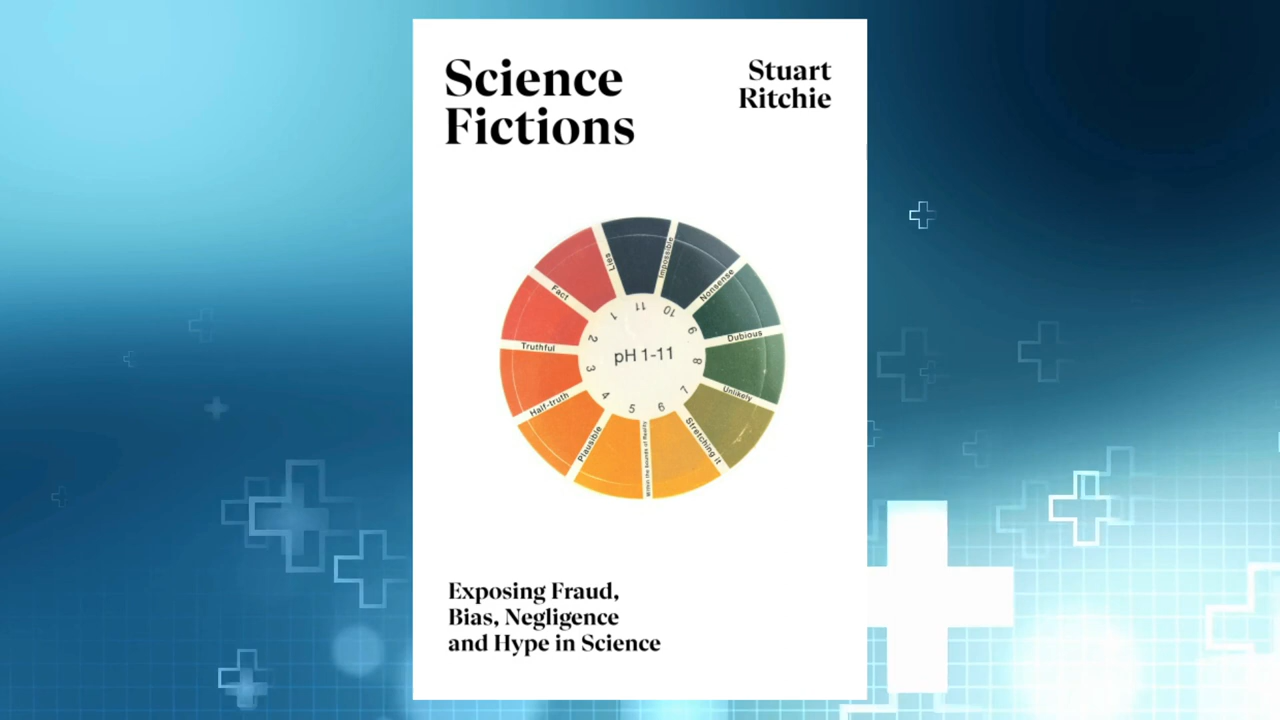 Science
Fictions
Stuart
Ritchie
Lies
Impossible
Nonsense
Dubious
Unlikely
Stretching it
Within the bounds of Reality
Plausible
Half-truth
Truthful
Fact
11
10
9
8
7
6
5
4
3
2
1
pH 1-11
Exposing Fraud,
Bias, Negligence
and Hype in Science